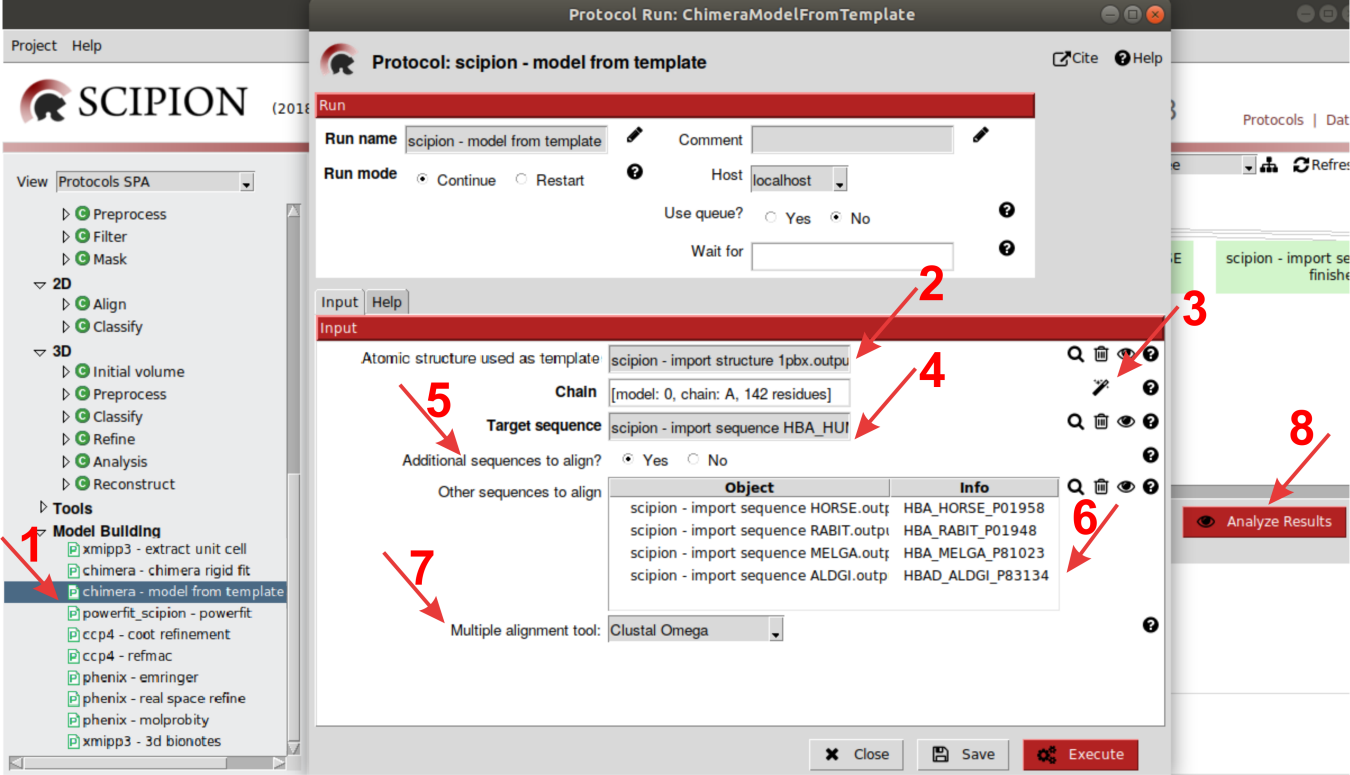 Protocol Run: ChimeraModelFromTemplate
Project Help
Protocol: scipion - model from template
Cite Help
SCIPION (2018
Run
Run name scipion - model from template Comment
Run mode Continue Restart Host localhost
Use queue? Yes No
Wait for
Protocols | Dat
View Protocols SPA
Refres
Preprocess
Filter
Mask
2D
Align
Classify
3D
Initial volume
Preprocess
Classify
Refine
Analysis
Reconstruct
Tools
Model Building
1
xmipp3 - extract unit cell
chimera - chimera rigid fit
chimera - model from template
powerfit_scipion - powerfit
ccp4 - coot refinement
ccp4 - refmac
phenix - emringer
phenix - real space refine
phenix - molprobity
xmipp3 - 3d bionotes
Input Help
2
Input
3
Atomic structure used as template scipion - import structure 1pbx.outpu
4
Chain [model: 0, chain: A, 142 residues]
5
Target sequence scipion - import sequence HBA_HU
Additional sequences to align? Yes No
Other sequences to align Object Info
scipion - import sequence HORSE.outp HBA_HORSE_P01958
scipion - import sequence RABIT.outpu HBA_RABIT_P01948
scipion - import sequence MELGA.outp HBA_MELGA_P81023
scipion - import sequence ALDGI.outp HBAD_ALDGI_P83134
6
7
Multiple alignment tool: Clustal Omega
Close Save Execute
scipion - import se
finishe
8
Analyze Results